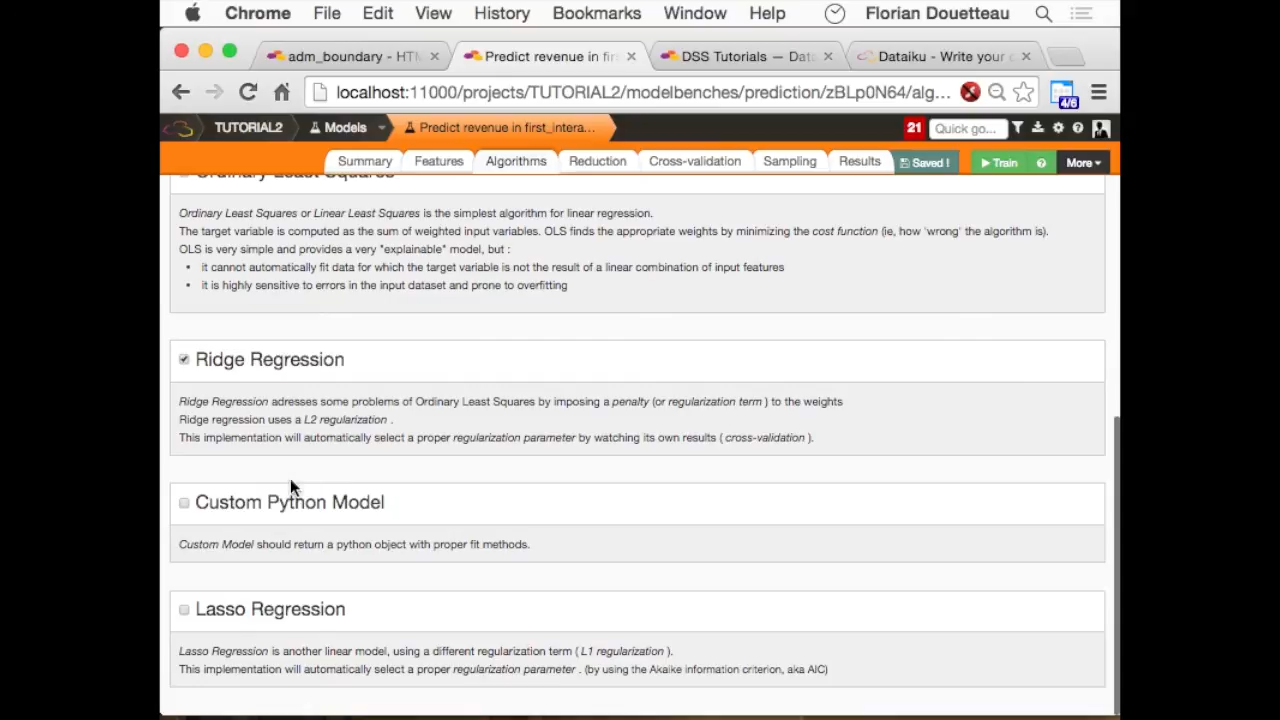 Chrome File Edit View History Bookmarks Window Help Florian Douetteau
adm_boundary - HTM Predict revenue in fir DSS Tutorials — Data Dataiku - Write your
localhost:11000/projects/TUTORIAL2/modelbenches/prediction/zBLp0N64/alg... 4/6
TUTORIAL2 Models Predict revenue in first_intera... 21 Quick go...
Summary Features Algorithms Reduction Cross-validation Sampling Results Saved ! Train More
Ordinary Least Squares
Ordinary Least Squares or Linear Least Squares is the simplest algorithm for linear regression.
The target variable is computed as the sum of weighted input variables. OLS finds the appropriate weights by minimizing the cost function (ie, how 'wrong' the algorithm is).
OLS is very simple and provides a very "explainable" model, but :
• it cannot automatically fit data for which the target variable is not the result of a linear combination of input features
• it is highly sensitive to errors in the input dataset and prone to overfitting
Ridge Regression
Ridge Regression adresses some problems of Ordinary Least Squares by imposing a penalty (or regularization term ) to the weights
Ridge regression uses a L2 regularization .
This implementation will automatically select a proper regularization parameter by watching its own results ( cross-validation ).
Custom Python Model
Custom Model should return a python object with proper fit methods.
Lasso Regression
Lasso Regression is another linear model, using a different regularization term ( L1 regularization ).
This implementation will automatically select a proper regularization parameter . (by using the Akaike information criterion, aka AIC)